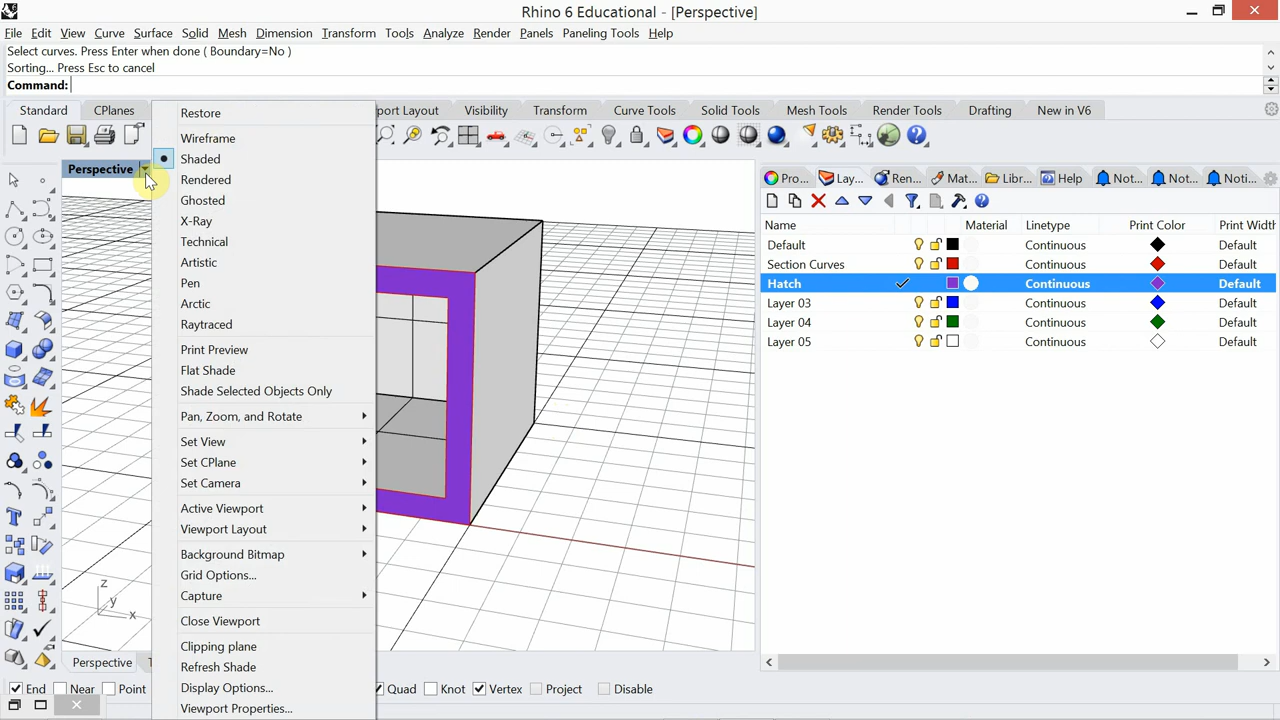 Rhino 6 Educational - [Perspective]
File Edit View Curve Surface Solid Mesh Dimension Transform Tools Analyze Render Panels Paneling Tools Help
Select curves. Press Enter when done ( Boundary=No )
Sorting... Press Esc to cancel
Command:
Standard CPlanes port Layout Visibility Transform Curve Tools Solid Tools Mesh Tools Render Tools Drafting New in V6
Perspective
Restore
Wireframe
Shaded
Rendered
Ghosted
X-Ray
Technical
Artistic
Pen
Arctic
Raytraced
Print Preview
Flat Shade
Shade Selected Objects Only
Pan, Zoom, and Rotate
Set View
Set CPlane
Set Camera
Active Viewport
Viewport Layout
Background Bitmap
Grid Options...
Capture
Close Viewport
Clipping plane
Refresh Shade
Display Options...
Viewport Properties...
Pro... Lay... Ren... Mat... Libr... Help Not... Not... Noti...
Name Material Linetype Print Color Print Widt
Default Continuous Default
Section Curves Continuous Default
Hatch Continuous Default
Layer 03 Continuous Default
Layer 04 Continuous Default
Layer 05 Continuous Default
z
y
x
Perspective T
End Near Point Quad Knot Vertex Project Disable